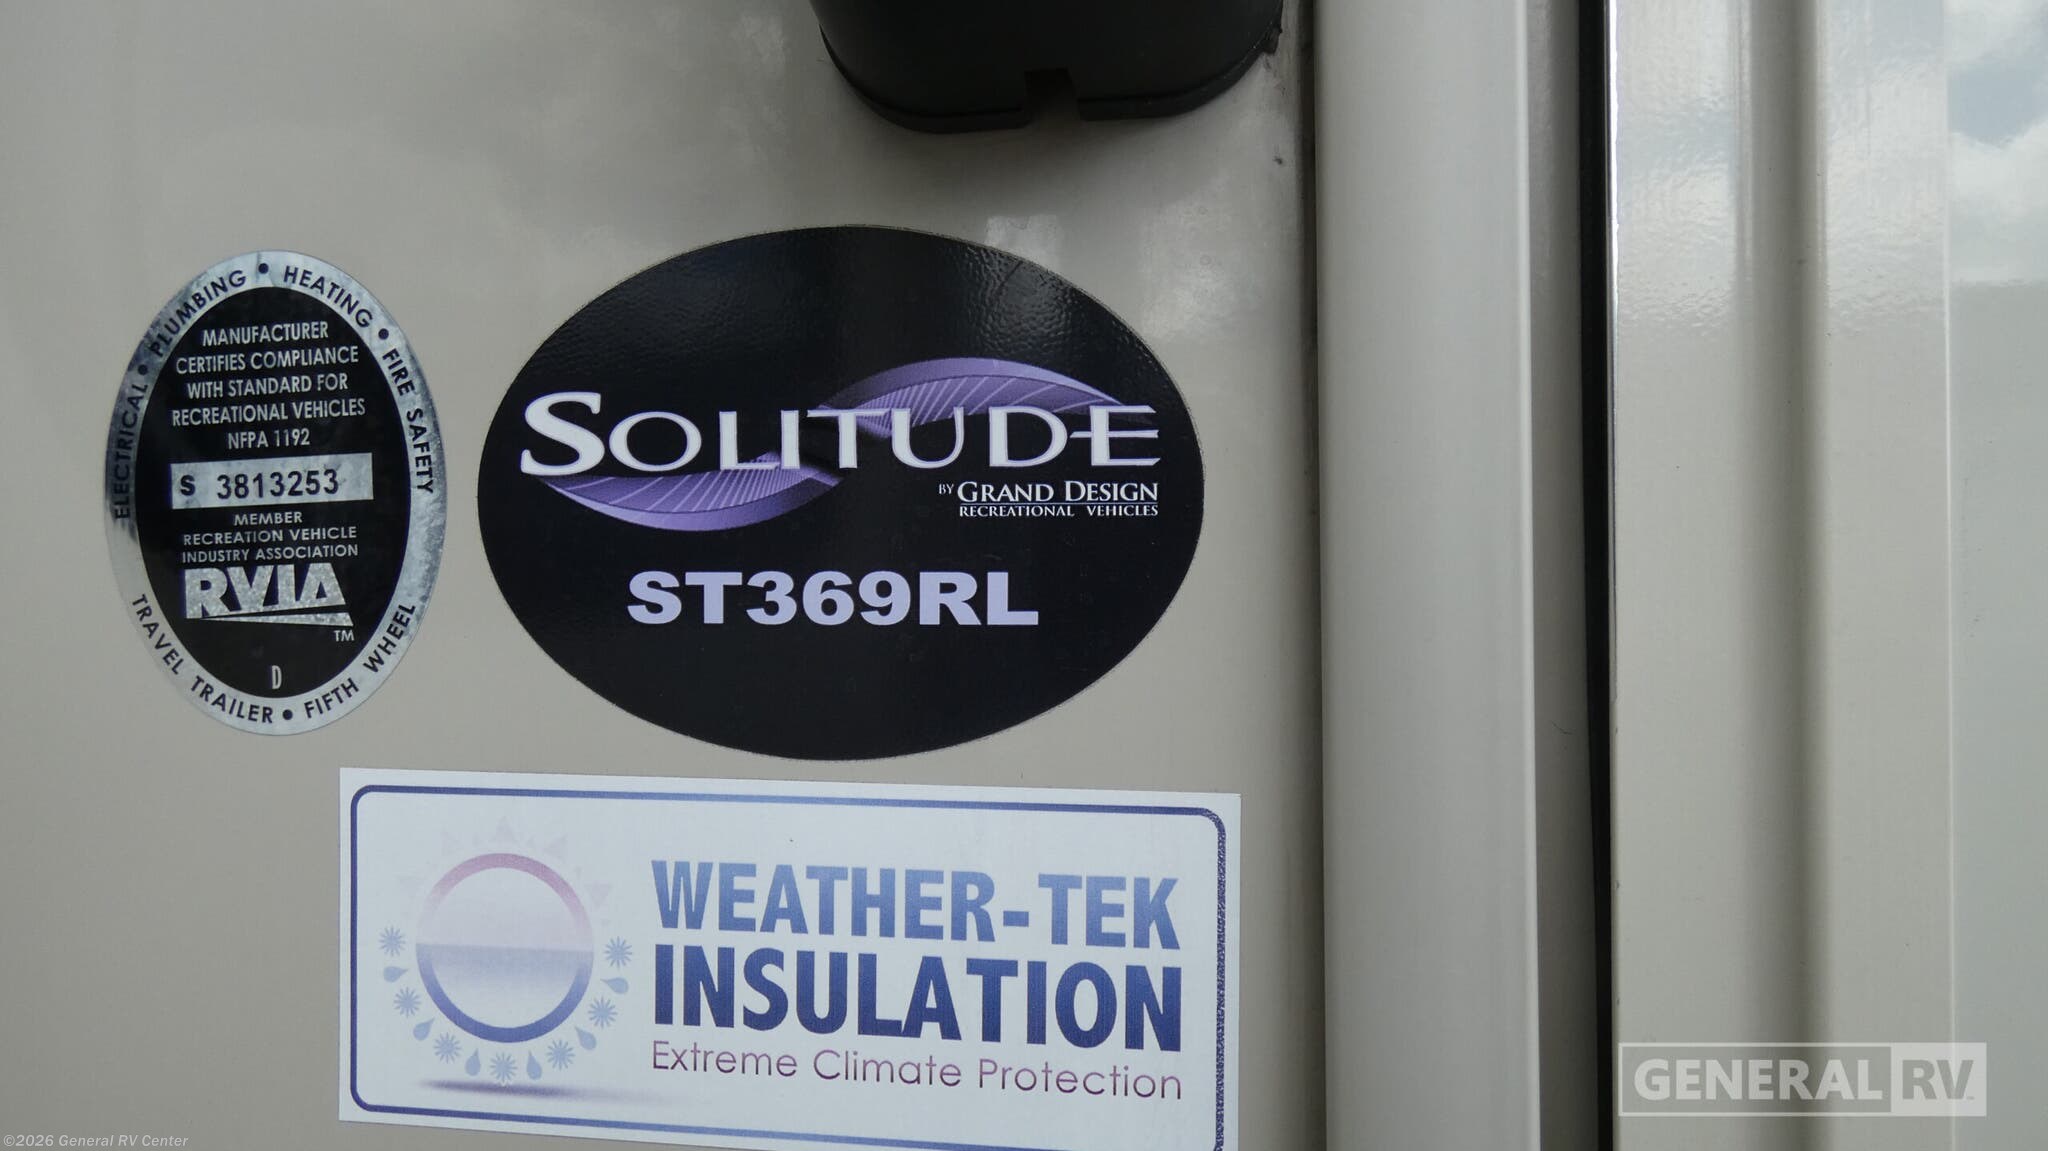 ELECTRICAL • PLUMBING • HEATING • FIRE SAFETY
MANUFACTURER
CERTIFIES COMPLIANCE
WITH STANDARD FOR
RECREATIONAL VEHICLES
NFPA 1192
S 3813253
MEMBER
RECREATION VEHICLE
INDUSTRY ASSOCIATION
RVIA
TM
D
TRAVEL TRAILER • FIFTH WHEEL
SOLITUDE
BY GRAND DESIGN
RECREATIONAL VEHICLES
ST369RL
WEATHER-TEK
INSULATION
Extreme Climate Protection
GENERAL RV
©2026 General RV Center